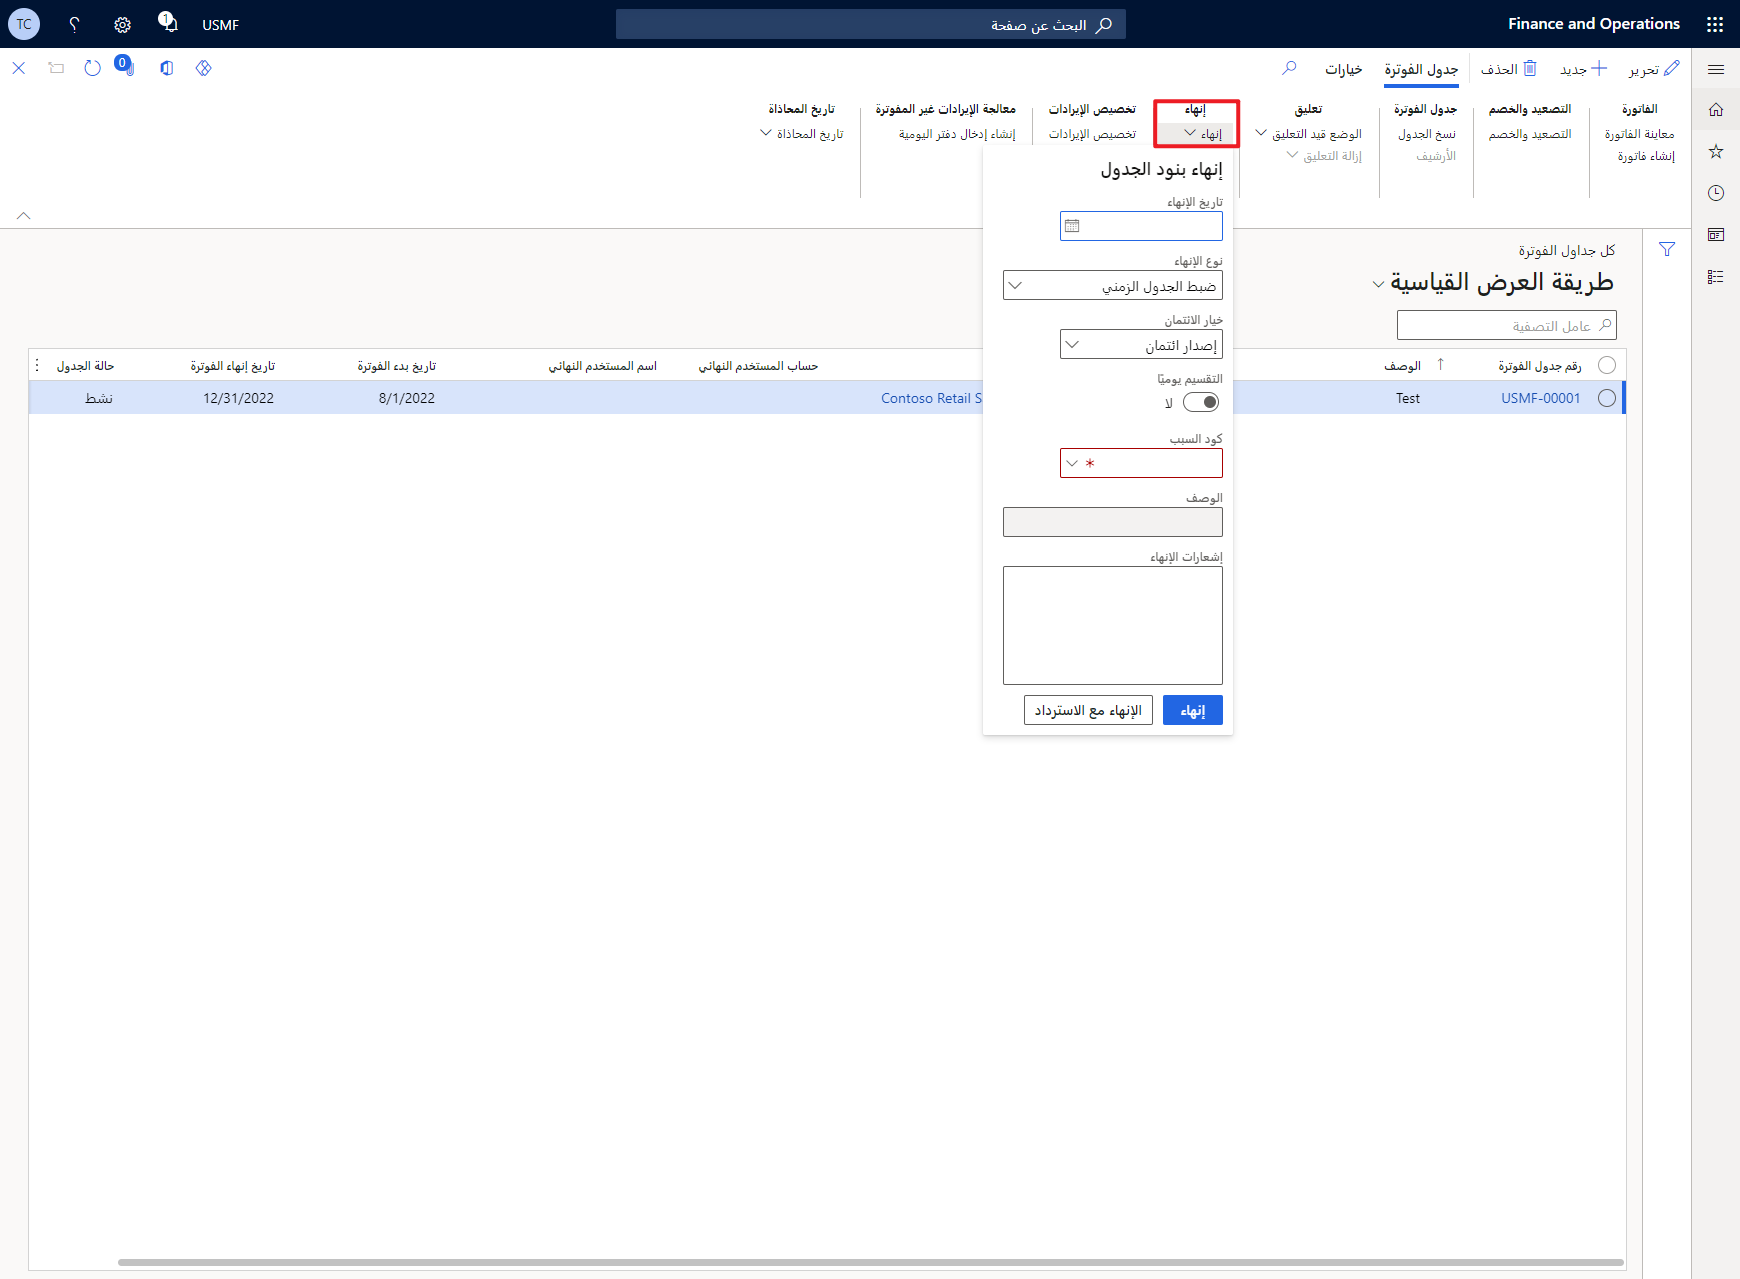 Finance and Operations
البحث عن صفحة
USMF
1
TC
تحرير
جديد
الحذف
جدول الفوترة
خيارات
0
الفاتورة
معاينة الفاتورة
إنشاء فاتورة
التصعيد والخصم
التصعيد والخصم
جدول الفوترة
نسخ الجدول
الأرشيف
تعليق
الوضع قيد التعليق
إزالة التعليق
إنهاء
إنهاء
تخصيص الإيرادات
تخصيص الإيرادات
معالجة الإيرادات غير المفوترة
إنشاء إدخال دفتر اليومية
تاريخ المحاذاة
تاريخ المحاذاة
إنهاء بنود الجدول
تاريخ الإنهاء
نوع الإنهاء
ضبط الجدول الزمني
خيار الائتمان
إصدار ائتمان
التقسيم يوميًا
لا
كود السبب
*
الوصف
إشعارات الإنهاء
إنهاء
الإنهاء مع الاسترداد
كل جداول الفوترة
طريقة العرض القياسية
عامل التصفية
رقم جدول الفوترة
الوصف
حساب المستخدم النهائي
اسم المستخدم النهائي
تاريخ بدء الفوترة
تاريخ إنهاء الفوترة
حالة الجدول
USMF-00001
Test
Contoso Retail S
8/1/2022
12/31/2022
نشط